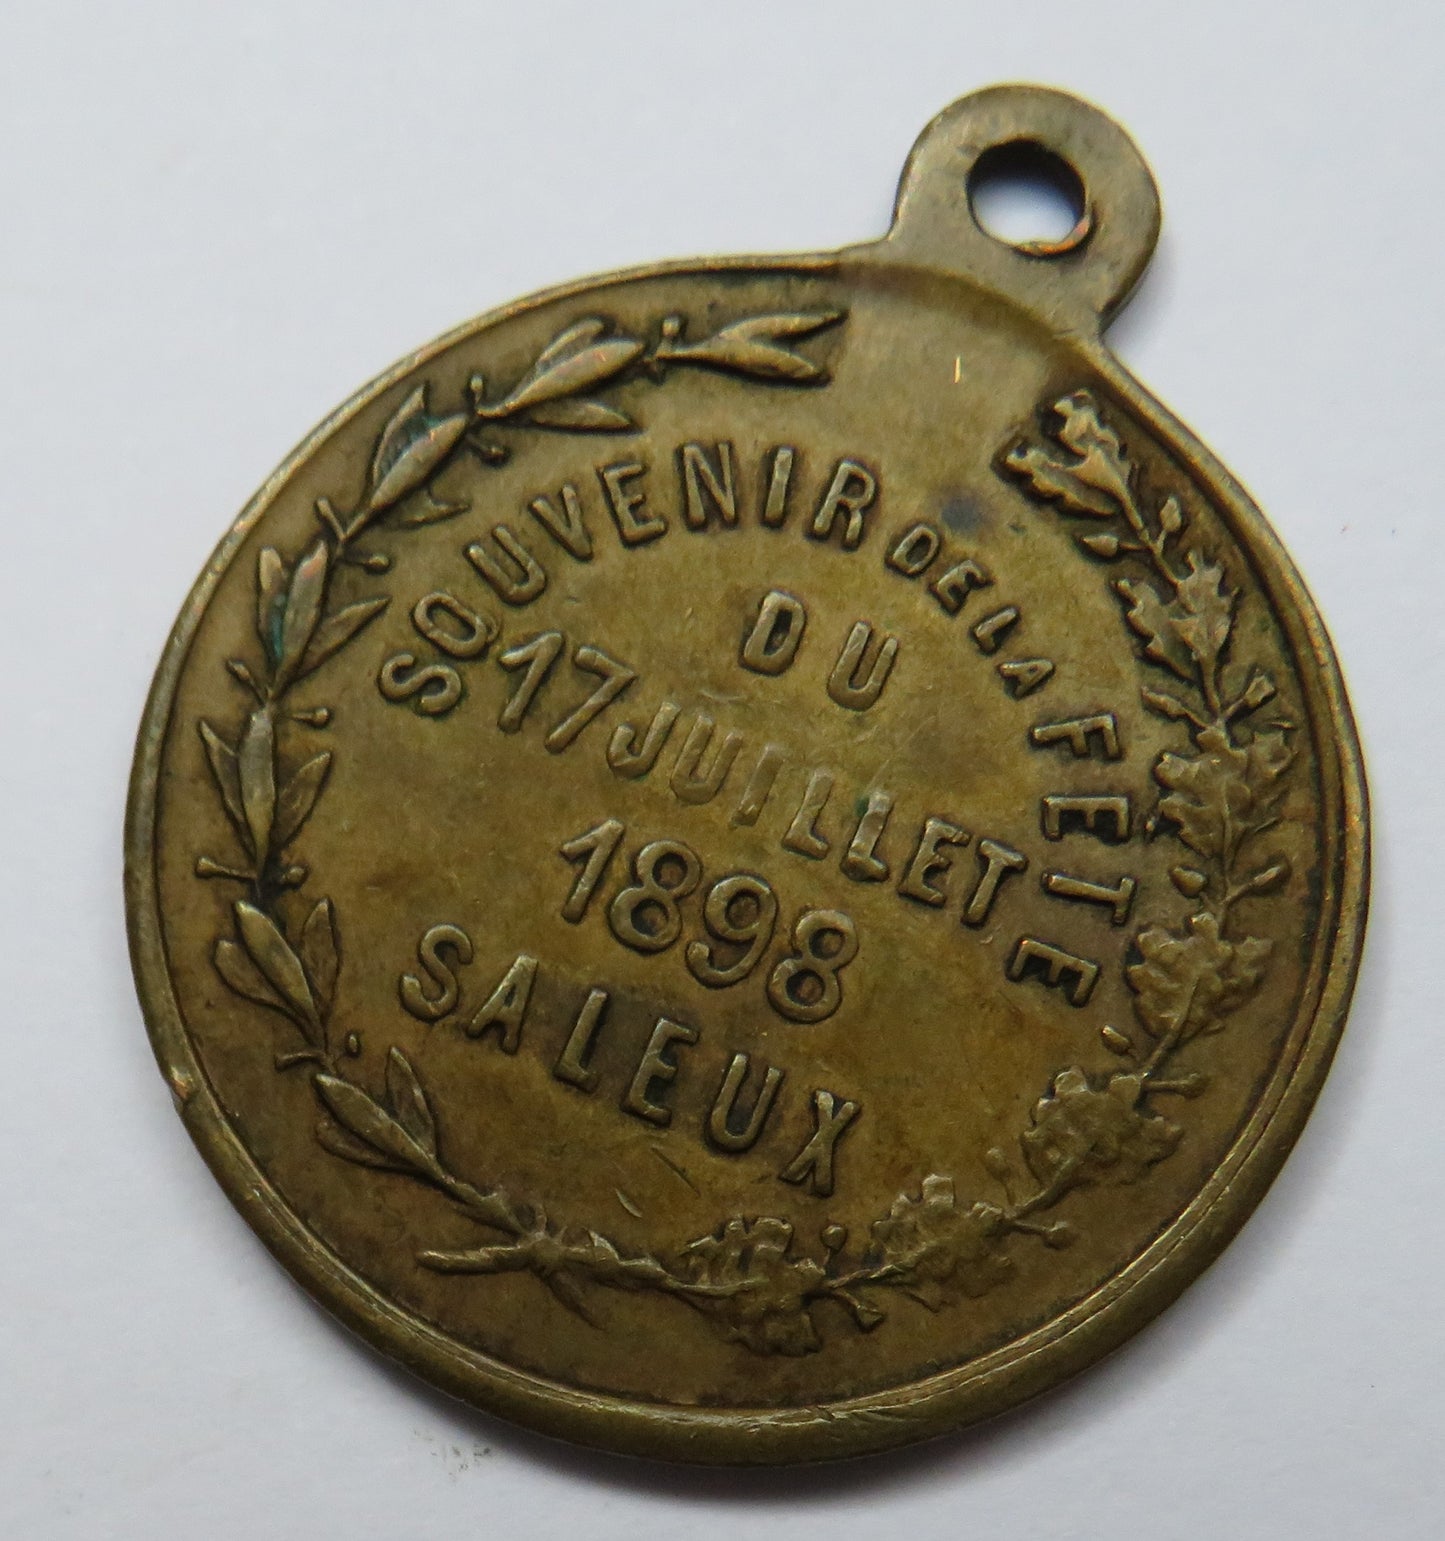 SOUVENIR DE LA FETE
DU
17 JUILLET
1898
SALEUX